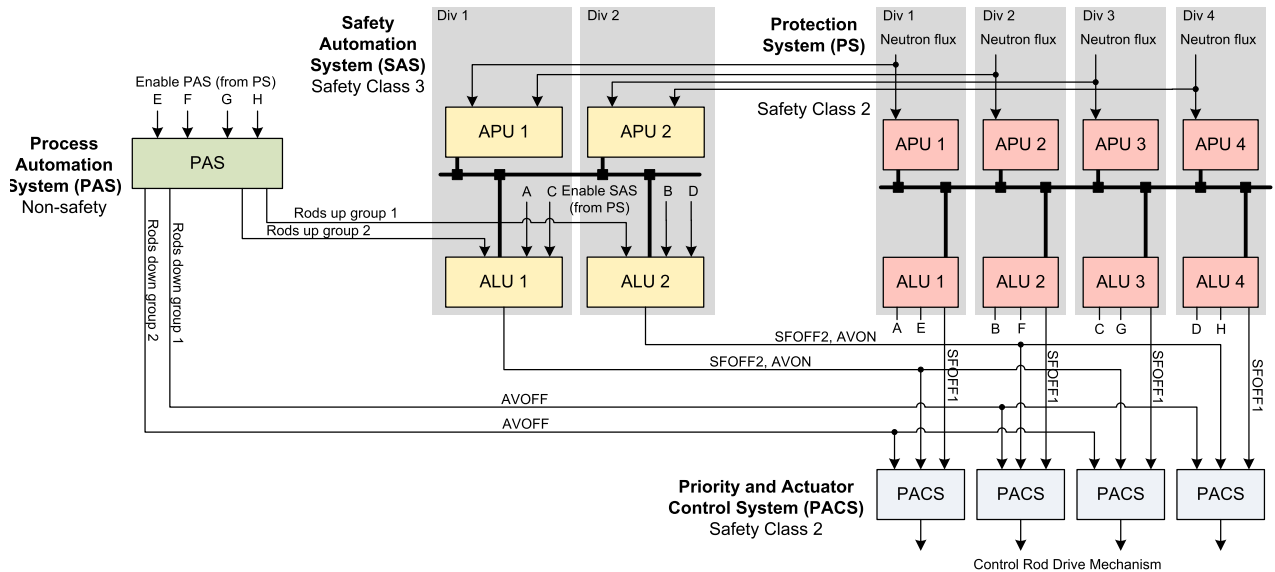 Safety
Automation
System (SAS)
Safety Class 3
Div 1
Div 2
Protection
System (PS)
Safety Class 2
Div 1
Div 2
Div 3
Div 4
Neutron flux
Neutron flux
Neutron flux
Neutron flux
Enable PAS (from PS)
E
F
G
H
Process
Automation
System (PAS)
Non-safety
PAS
APU 1
APU 2
APU 1
APU 2
APU 3
APU 4
A
C
Enable SAS
(from PS)
B
D
Rods up group 1
Rods up group 2
Rods down group 1
Rods down group 2
ALU 1
ALU 2
ALU 1
ALU 2
ALU 3
ALU 4
A
E
B
F
C
G
D
H
SFOFF2, AVON
SFOFF2, AVON
SFOFF1
SFOFF1
SFOFF1
SFOFF1
AVOFF
AVOFF
Priority and Actuator
Control System (PACS)
Safety Class 2
PACS
PACS
PACS
PACS
Control Rod Drive Mechanism